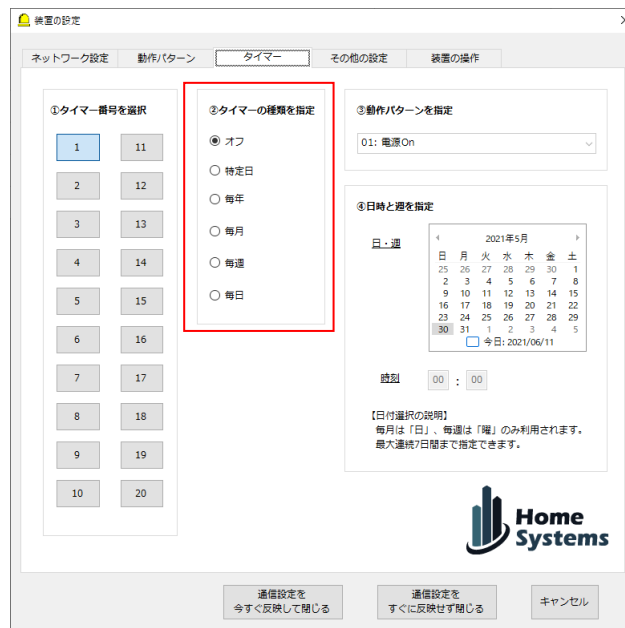 装置の設定
ネットワーク設定
動作パターン
タイマー
その他の設定
装置の操作
①タイマー番号を選択
1 11
2 12
3 13
4 14
5 15
6 16
7 17
8 18
9 19
10 20
②タイマーの種類を指定
オフ
特定日
毎年
毎月
毎週
毎日
③動作パターンを指定
01: 電源On
④日時と週を指定
日・週
2021年5月
日 月 火 水 木 金 土
25 26 27 28 29 30 1
2 3 4 5 6 7 8
9 10 11 12 13 14 15
16 17 18 19 20 21 22
23 24 25 26 27 28 29
30 31 1 2 3 4 5
今日: 2021/06/11
時刻
00 : 00
【日付選択の説明】
毎月は「日」、毎週は「曜」のみ利用されます。
最大連続7日間まで指定できます。
Home
Systems
通信設定を
今すぐ反映して閉じる
通信設定を
すぐに反映せず閉じる
キャンセル